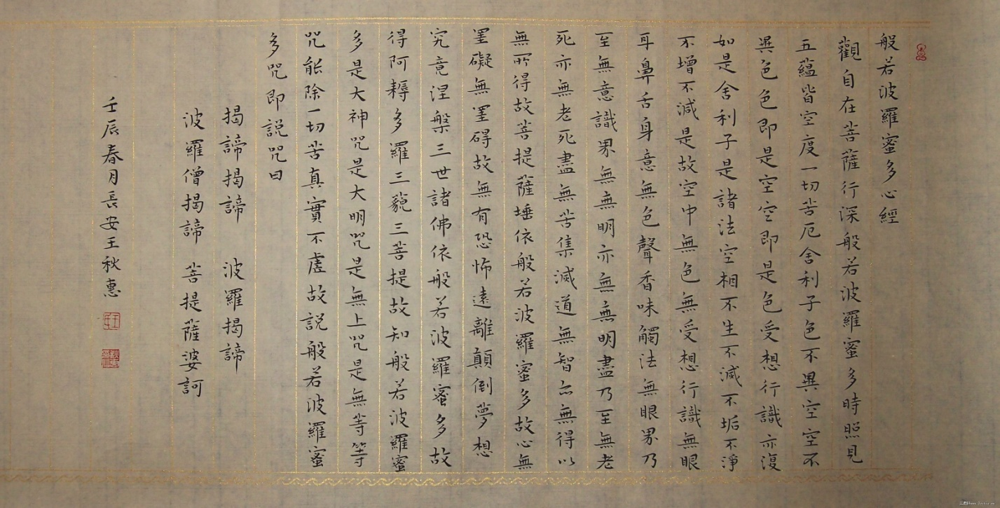 般若波羅蜜多心經
觀自在菩薩行深般若波羅蜜多時照見
五蘊皆空度一切苦厄舍利子色不異空空不
異色色即是空空即是色受想行識亦復
如是舍利子是諸法空相不生不滅不垢不淨
不增不減是故空中無色無受想行識無眼
耳鼻舌身意無色聲香味觸法無眼界乃
至無意識界無無明亦無無明盡乃至無老
死亦無老死盡無苦集滅道無智亦無得以
無所得故菩提薩埵依般若波羅蜜多故心無
罣礙無罣碍故無有恐怖遠離顛倒夢想
究竟涅槃三世諸佛依般若波羅蜜多故
得阿耨多羅三藐三菩提故知般若波羅蜜
多是大神咒是大明咒是無上咒是無等等
咒能除一切苦真實不虛故説般若波羅蜜
多咒即説咒曰
揭諦揭諦 波羅揭諦
波羅僧揭諦 菩提薩婆訶
壬辰春月長安王秋惠